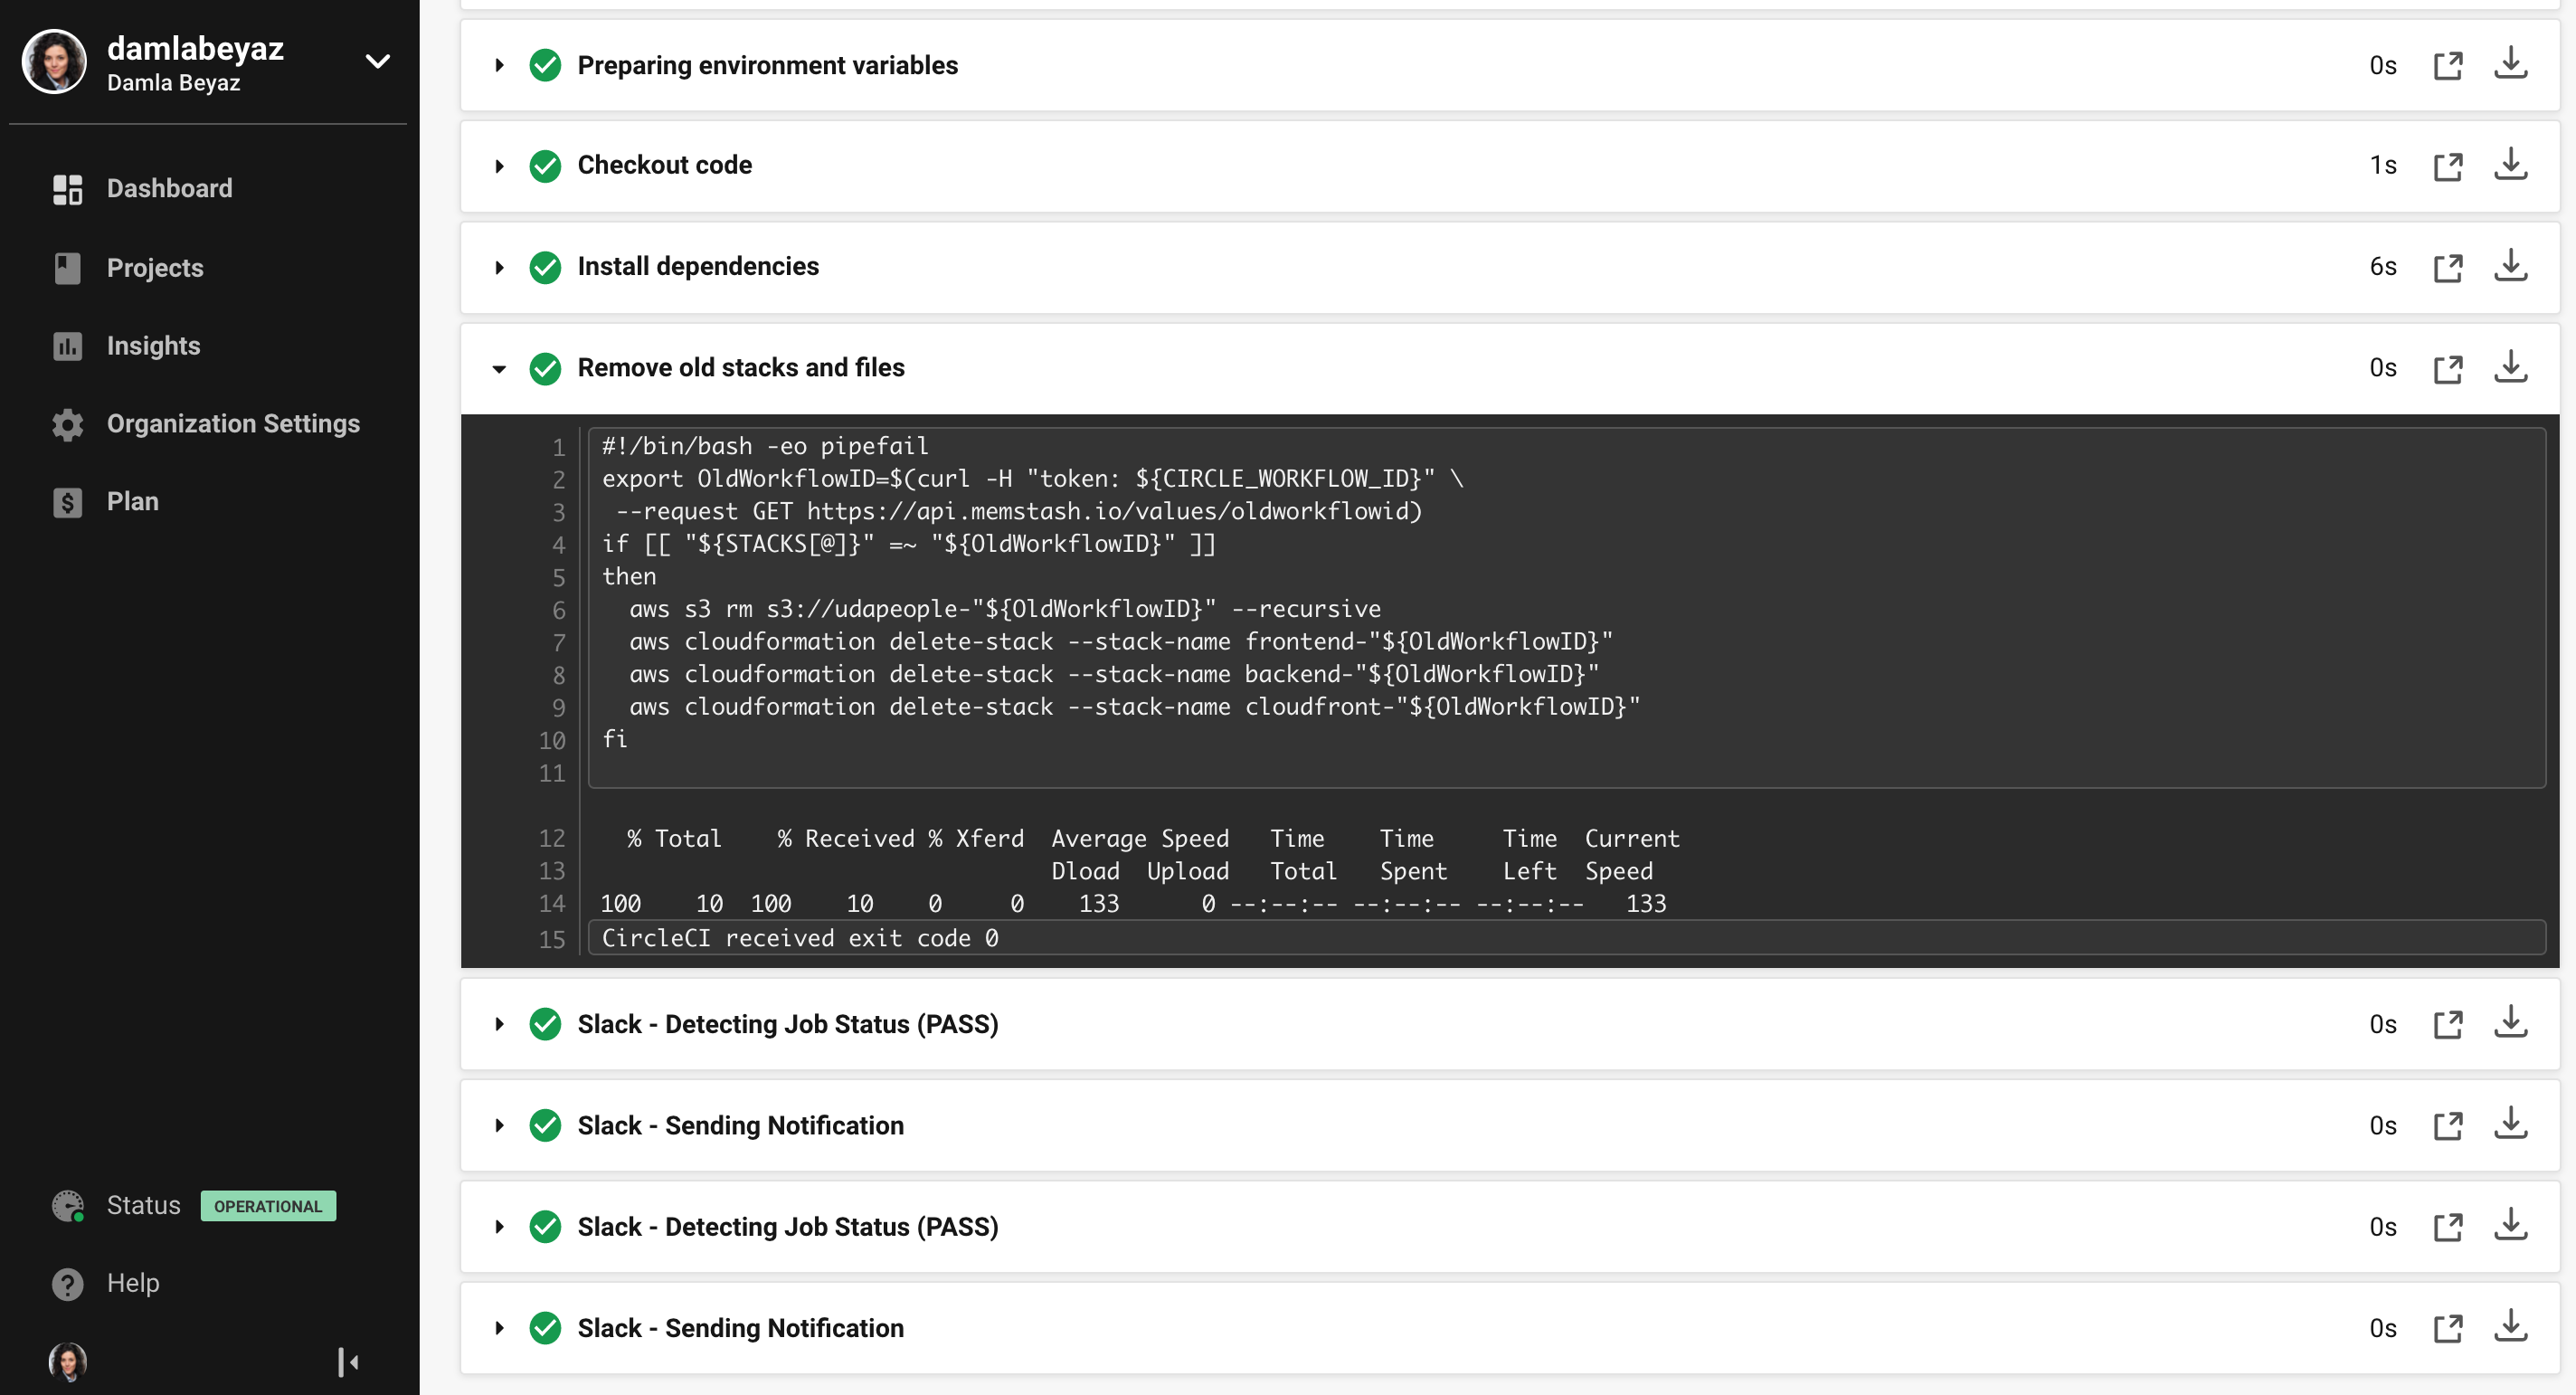 damlabeyaz
Damla Beyaz
Dashboard
Projects
Insights
Organization Settings
Plan
Status OPERATIONAL
Help
Preparing environment variables 0s
Checkout code 1s
Install dependencies 6s
Remove old stacks and files 0s
1 #!/bin/bash -eo pipefail
2 export OldWorkflowID=$(curl -H "token: ${CIRCLE_WORKFLOW_ID}" \
3  --request GET https://api.memstash.io/values/oldworkflowid)
4 if [[ "${STACKS[@]}" =~ "${OldWorkflowID}" ]]
5 then
6   aws s3 rm s3://udapeople-"${OldWorkflowID}" --recursive
7   aws cloudformation delete-stack --stack-name frontend-"${OldWorkflowID}"
8   aws cloudformation delete-stack --stack-name backend-"${OldWorkflowID}"
9   aws cloudformation delete-stack --stack-name cloudfront-"${OldWorkflowID}"
10 fi
11
12   % Total    % Received % Xferd  Average Speed   Time    Time     Time  Current
13                                  Dload  Upload   Total   Spent    Left  Speed
14 100    10  100    10    0     0    133      0 --:--:-- --:--:-- --:--:--   133
15 CircleCI received exit code 0
Slack - Detecting Job Status (PASS) 0s
Slack - Sending Notification 0s
Slack - Detecting Job Status (PASS) 0s
Slack - Sending Notification 0s